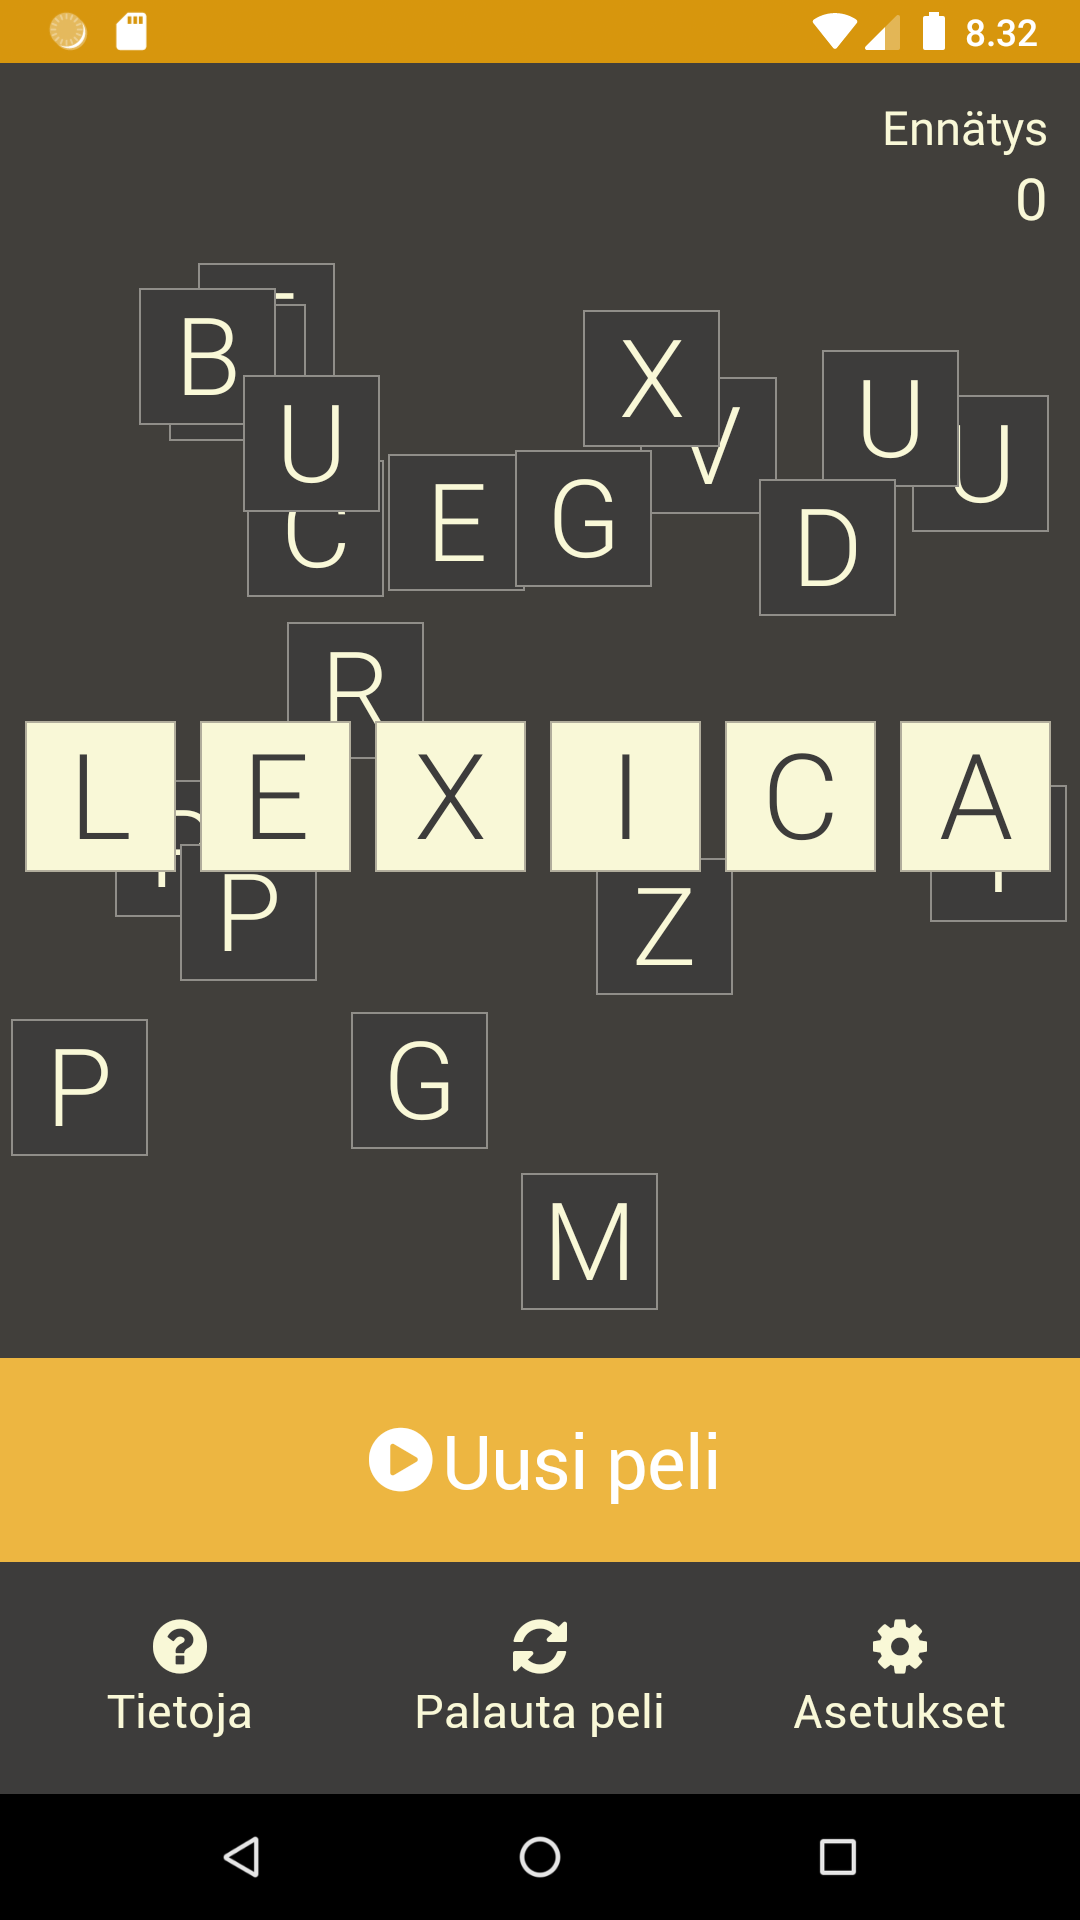 8.32
Ennätys
0
B
X
U
U
U
V
C
E
G
D
R
L E X I C A
P
Z
P
G
M
Uusi peli
Tietoja
Palauta peli
Asetukset